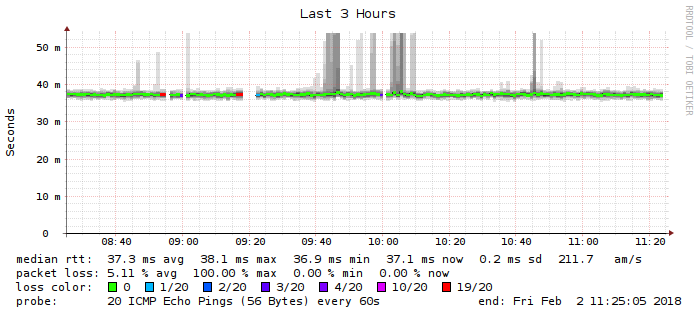 Last 3 Hours
RRDTOOL / TOBI OETIKER
Seconds
50 m
40 m
30 m
20 m
10 m
0
08:40 09:00 09:20 09:40 10:00 10:20 10:40 11:00 11:20
median rtt: 37.3 ms avg 38.1 ms max 36.9 ms min 37.1 ms now 0.2 ms sd 211.7 am/s
packet loss: 5.11 % avg 100.00 % max 0.00 % min 0.00 % now
loss color: 0 1/20 2/20 3/20 4/20 10/20 19/20
probe: 20 ICMP Echo Pings (56 Bytes) every 60s end: Fri Feb 2 11:25:05 2018